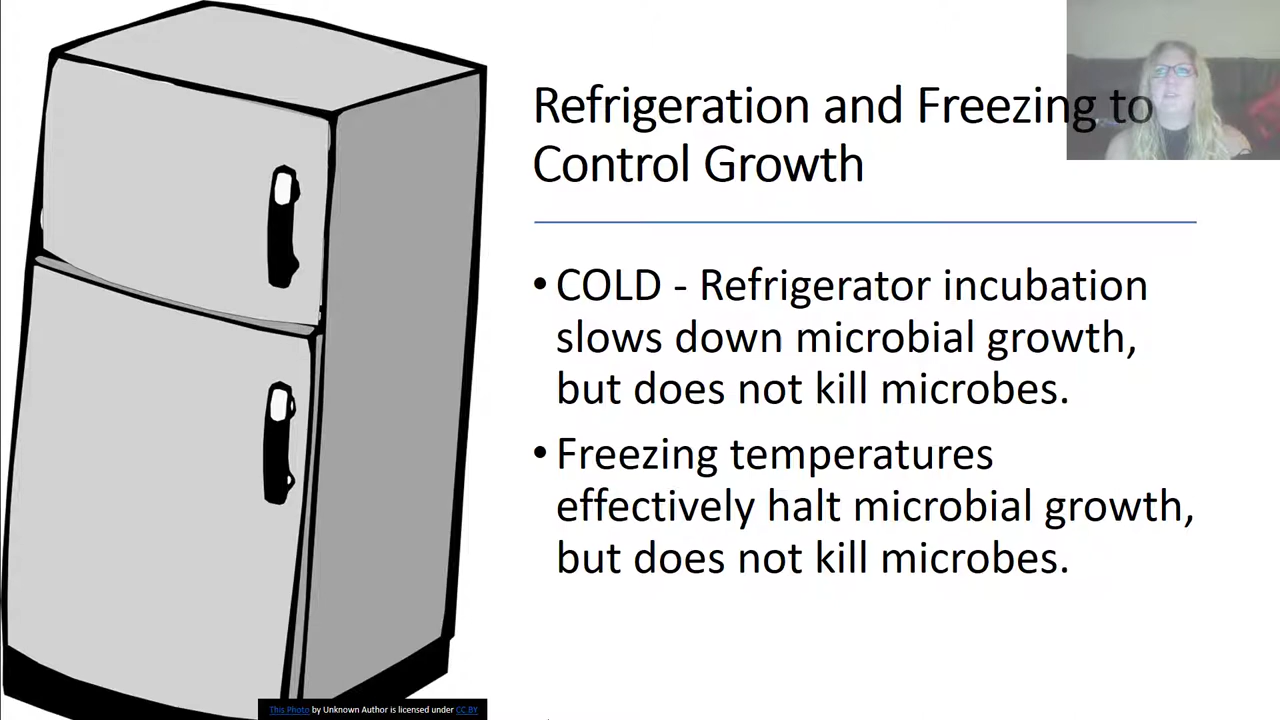 Refrigeration and Freezing to
Control Growth
• COLD - Refrigerator incubation
slows down microbial growth,
but does not kill microbes.
• Freezing temperatures
effectively halt microbial growth,
but does not kill microbes.
This Photo by Unknown Author is licensed under CC BY